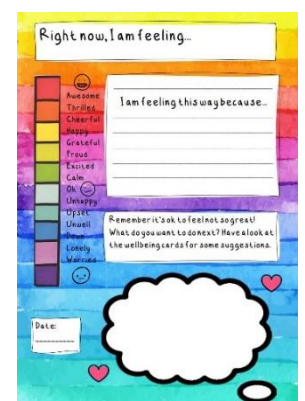 Right now, I am feeling...
Awesome
Thrilled
Cheerful
Happy
Grateful
Proud
Excited
Calm
Ok
Unhappy
Upset
Unwell
Down
Lonely
Worried
I am feeling this way because...
Remember it's ok to feel not so great!
What do you want to do next? Have a look at
the wellbeing cards for some suggestions.
Date: